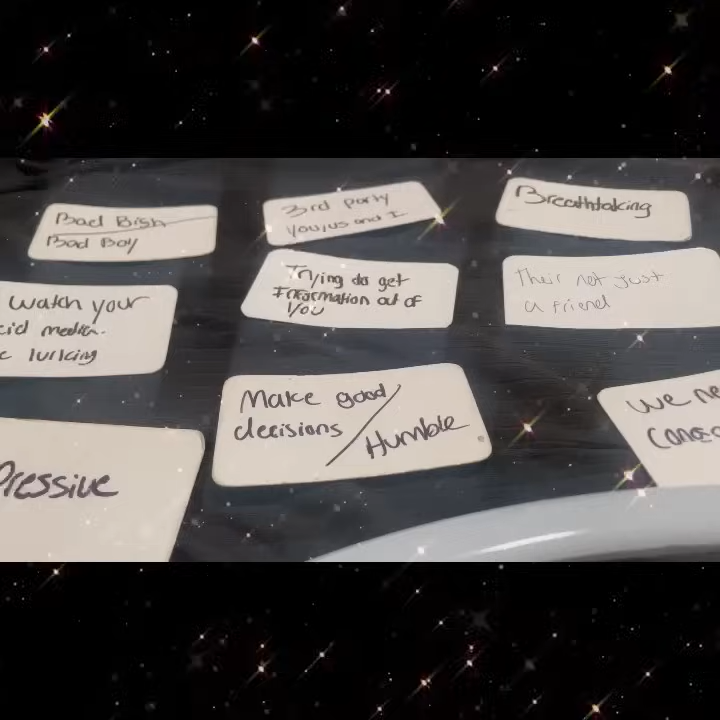 Bad Bish
Bad Boy
3rd party
you/us and I
Breathtaking
watch your
media.
lurking
Trying to get
Information out of
you
Their not just
a friend
Make good
decisions / Humble
pressive
we ne